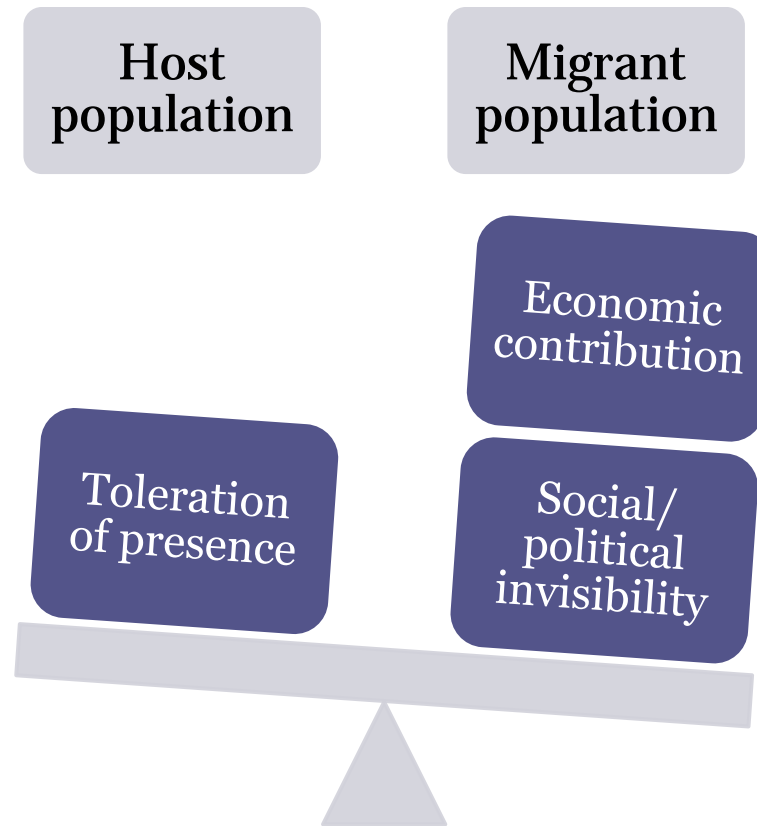 Host
population
Migrant
population
Economic
contribution
Toleration
of presence
Social/
political
invisibility